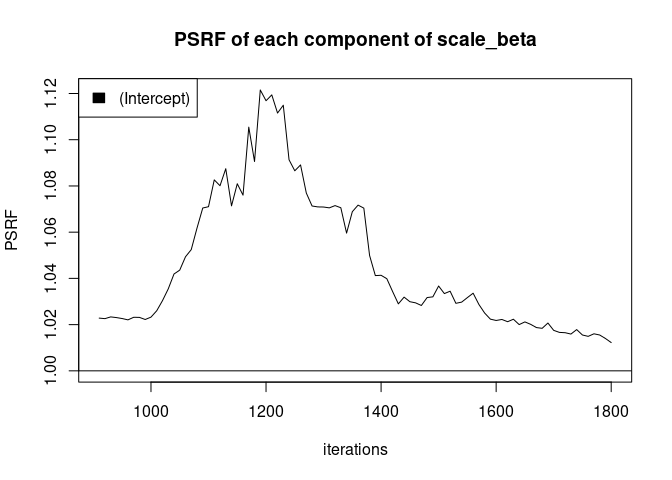 PSRF of each component of scale_beta
(Intercept)
PSRF
1.12
1.10
1.08
1.06
1.04
1.02
1.00
1000 1200 1400 1600 1800
iterations